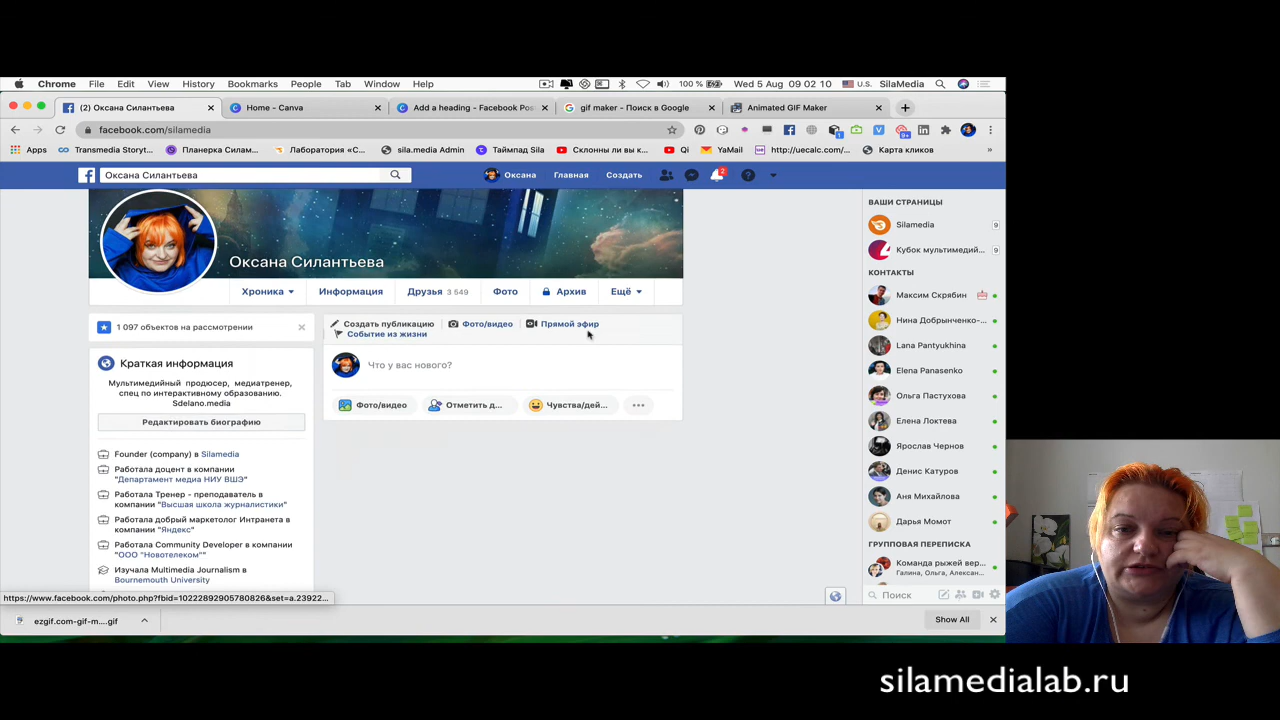 Chrome File Edit View History Bookmarks People Tab Window Help 100 % Wed 5 Aug 09 02 10 U.S. SilaMedia
(2) Оксана Силантьева
Home - Canva
Add a heading - Facebook Pos
gif maker - Поиск в Google
Animated GIF Maker
facebook.com/silamedia
Apps Transmedia Storyt... Планерка Силам... Лаборатория «С... sila.media Admin Таймпад Sila Склонны ли вы к... Qi YaMail http://uecalc.com/... Карта кликов »
Оксана Силантьева
Оксана Главная Создать 2
Оксана Силантьева
Хроника Информация Друзья 3 549 Фото Архив Ещё
1 097 объектов на рассмотрении
Краткая информация
Мультимедийный продюсер, медиатренер,
спец по интерактивному образованию.
Sdelano.media
Редактировать биографию
Founder (company) в Silamedia
Работала доцент в компании
"Департамент медиа НИУ ВШЭ"
Работала Тренер - преподаватель в
компании "Высшая школа журналистики"
Работала добрый маркетолог Интранета в
компании "Яндекс"
Работала Community Developer в компании
"ООО "Новотелеком""
Изучала Multimedia Journalism в
Bournemouth University
Создать публикацию Фото/видео Прямой эфир
Событие из жизни
Что у вас нового?
Фото/видео Отметить д... Чувства/дей...
ВАШИ СТРАНИЦЫ
Silamedia 9
Кубок мультимедий... 9
КОНТАКТЫ
Максим Скрябин
Нина Добрынченко-...
Lana Pantyukhina
Elena Panasenko
Ольга Пастухова
Елена Локтева
Ярослав Чернов
Денис Катуров
Аня Михайлова
Дарья Момот
ГРУППОВАЯ ПЕРЕПИСКА
Команда рыжей вер...
Галина, Ольга, Алексан...
Поиск
https://www.facebook.com/photo.php?fbid=10222892905780826&set=a.23922...
ezgif.com-gif-m....gif
Show All
silamedialab.ru